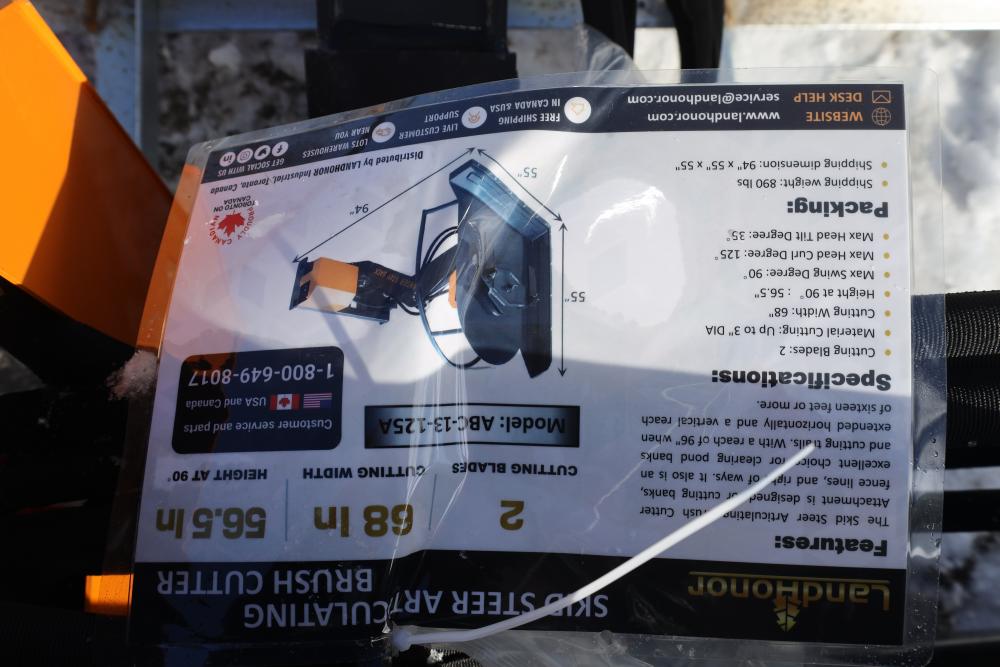 LANDHONOR
SKID STEER ARTICULATING
BRUSH CUTTER
Features:
The Skid Steer Articulating Brush Cutter
Attachment is designed for cutting banks,
fence lines, and right of ways. It also is an
excellent choice for clearing pond banks
and cutting trails. With a reach of 96" when
extended horizontally and a vertical reach
of sixteen feet or more.
Specifications:
Cutting Blades: 2
Material Cutting: Up to 3" DIA
Cutting Width: 68"
Height at 90° : 56.5"
Max Swing Degree: 90°
Max Head Curl Degree: 125°
Max Head Tilt Degree: 35°
Packing:
Shipping weight: 890 lbs
Shipping dimension: 94" x 55" x 55"
2
CUTTING BLADES
68 In
CUTTING WIDTH
56.5 In
HEIGHT AT 90°
Model: ABC-13-125A
Customer service and parts
USA and Canada
1-800-649-8017
55"
94"
55"
PROUDLY CANADIAN
TORONTO ON
CANADA
Distributed by LANDHONOR Industrial, Toronto, Canada
WEBSITE
www.landhonor.com
DESK HELP
service@landhonor.com
FREE SHIPPING
IN CANADA &USA
LIVE CUSTOMER
SUPPORT
LOTS WAREHOUSES
NEAR YOU
GET SOCIAL WITH US